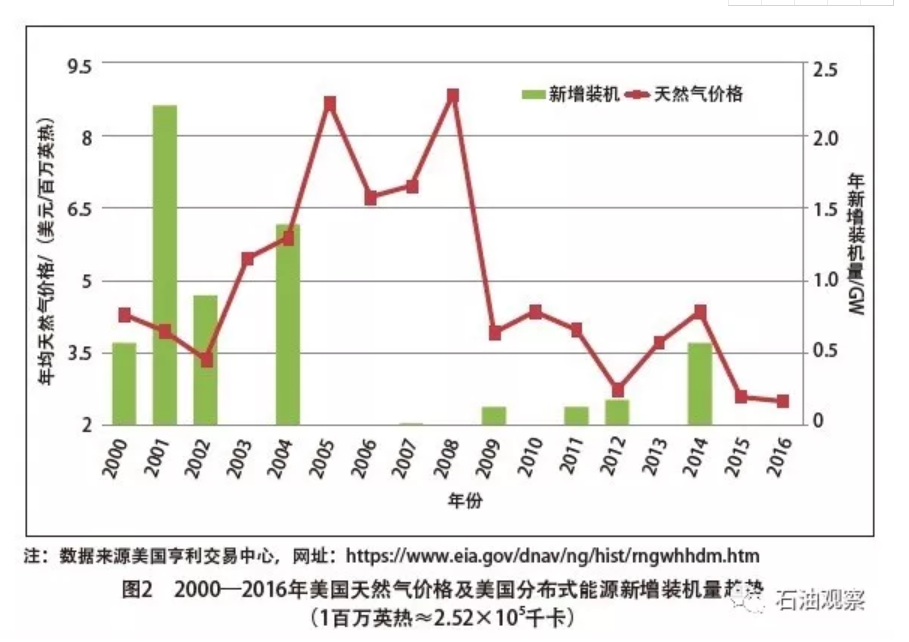 9.5
8
6.5
5
3.5
2
年均天然气价格/（美元/百万英热）
新增装机 天然气价格
2.5
2.0
1.5
1.0
0.5
0
年新增装机量/GW
2000 2001 2002 2003 2004 2005 2006 2007 2008 2009 2010 2011 2012 2013 2014 2015 2016
年份
注：数据来源美国亨利交易中心，网址：https://www.eia.gov/dnav/ng/hist/rngwhhdm.htm
图2 2000—2016年美国天然气价格及美国分布式能源新增装机量趋势
（1百万英热≈2.52×10⁵千卡）
石油观察